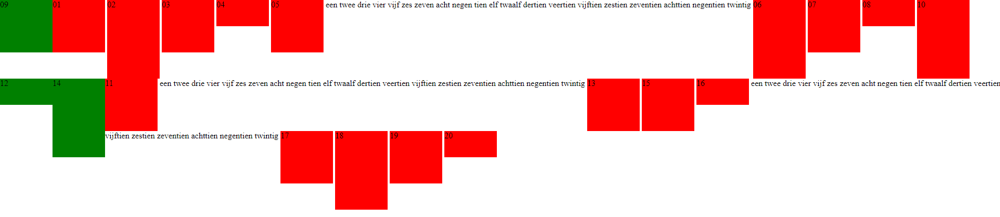 09 01 02 03 04 05 een twee drie vier vijf zes zeven acht negen tien elf twaalf dertien veertien vijftien zestien zeventien achttien negentien twintig 06 07 08 10
12 14 11 een twee drie vier vijf zes zeven acht negen tien elf twaalf dertien veertien vijftien zestien zeventien achttien negentien twintig 13 15 16 een twee drie vier vijf zes zeven acht negen tien elf twaalf dertien veertien
vijftien zestien zeventien achttien negentien twintig 17 18 19 20